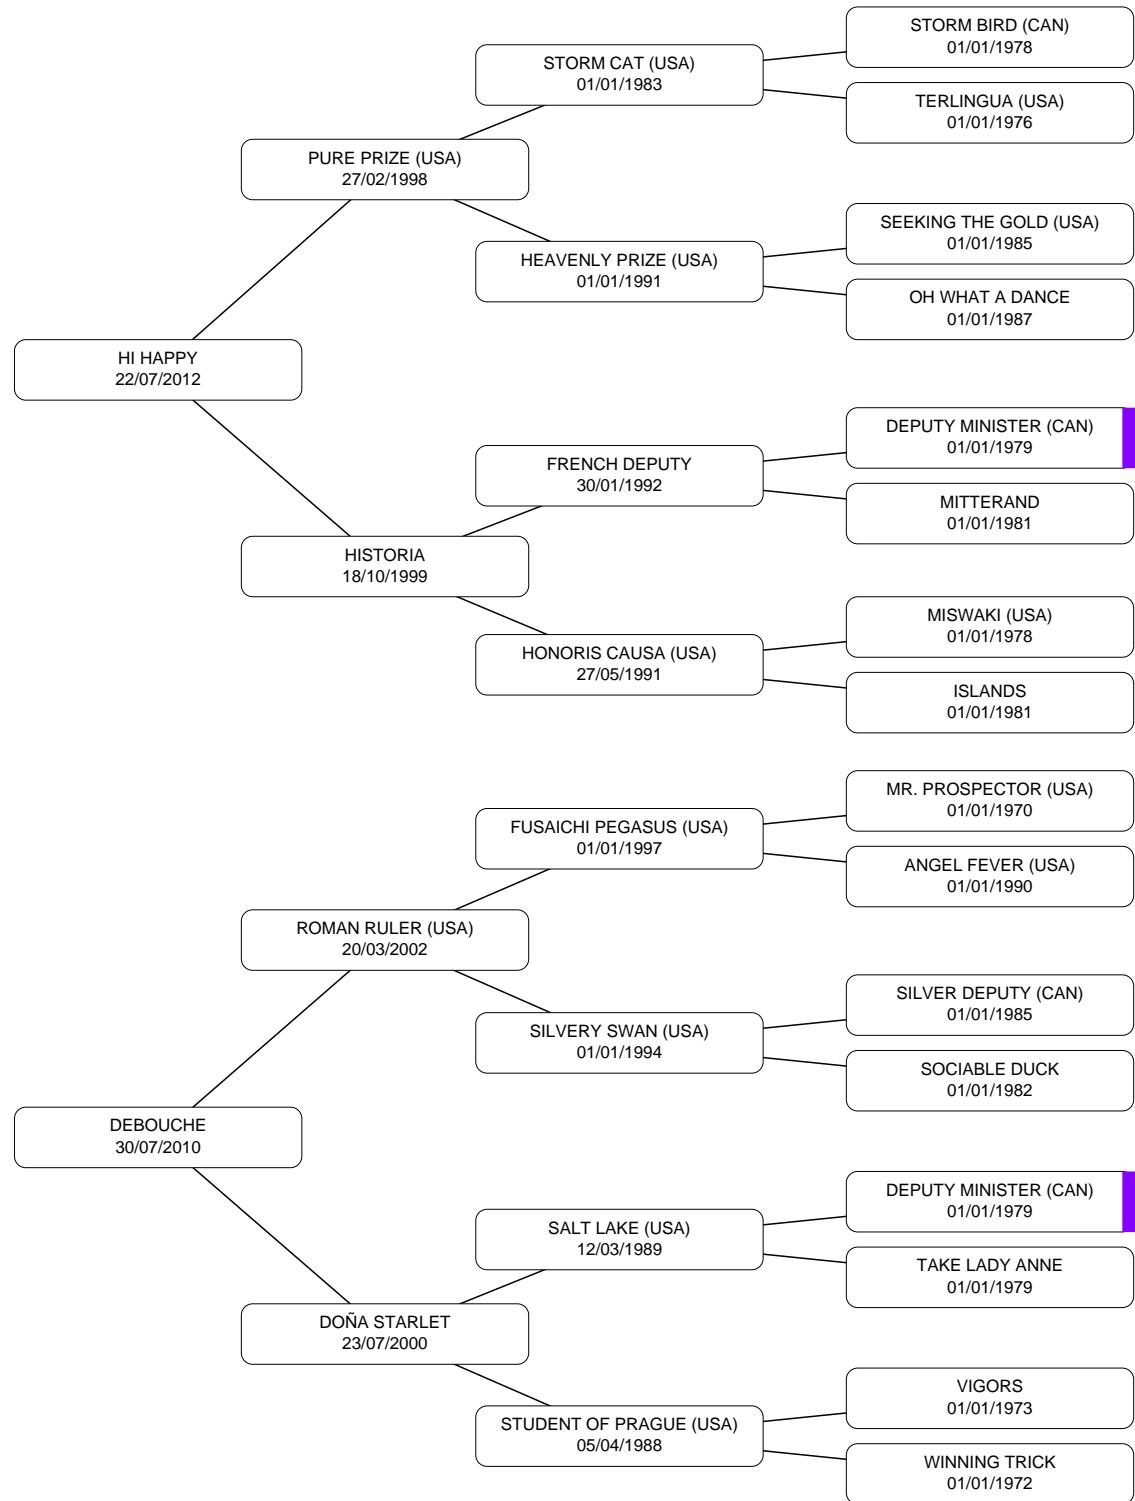 STORM BIRD (CAN)
01/01/1978
STORM CAT (USA)
01/01/1983
TERLINGUA (USA)
01/01/1976
PURE PRIZE (USA)
27/02/1998
SEEKING THE GOLD (USA)
01/01/1985
HEAVENLY PRIZE (USA)
01/01/1991
OH WHAT A DANCE
01/01/1987
HI HAPPY
22/07/2012
DEPUTY MINISTER (CAN)
01/01/1979
FRENCH DEPUTY
30/01/1992
MITTERAND
01/01/1981
HISTORIA
18/10/1999
MISWAKI (USA)
01/01/1978
HONORIS CAUSA (USA)
27/05/1991
ISLANDS
01/01/1981
MR. PROSPECTOR (USA)
01/01/1970
FUSAICHI PEGASUS (USA)
01/01/1997
ANGEL FEVER (USA)
01/01/1990
ROMAN RULER (USA)
20/03/2002
SILVER DEPUTY (CAN)
01/01/1985
SILVERY SWAN (USA)
01/01/1994
SOCIABLE DUCK
01/01/1982
DEBOUCHE
30/07/2010
DEPUTY MINISTER (CAN)
01/01/1979
SALT LAKE (USA)
12/03/1989
TAKE LADY ANNE
01/01/1979
DOÑA STARLET
23/07/2000
VIGORS
01/01/1973
STUDENT OF PRAGUE (USA)
05/04/1988
WINNING TRICK
01/01/1972